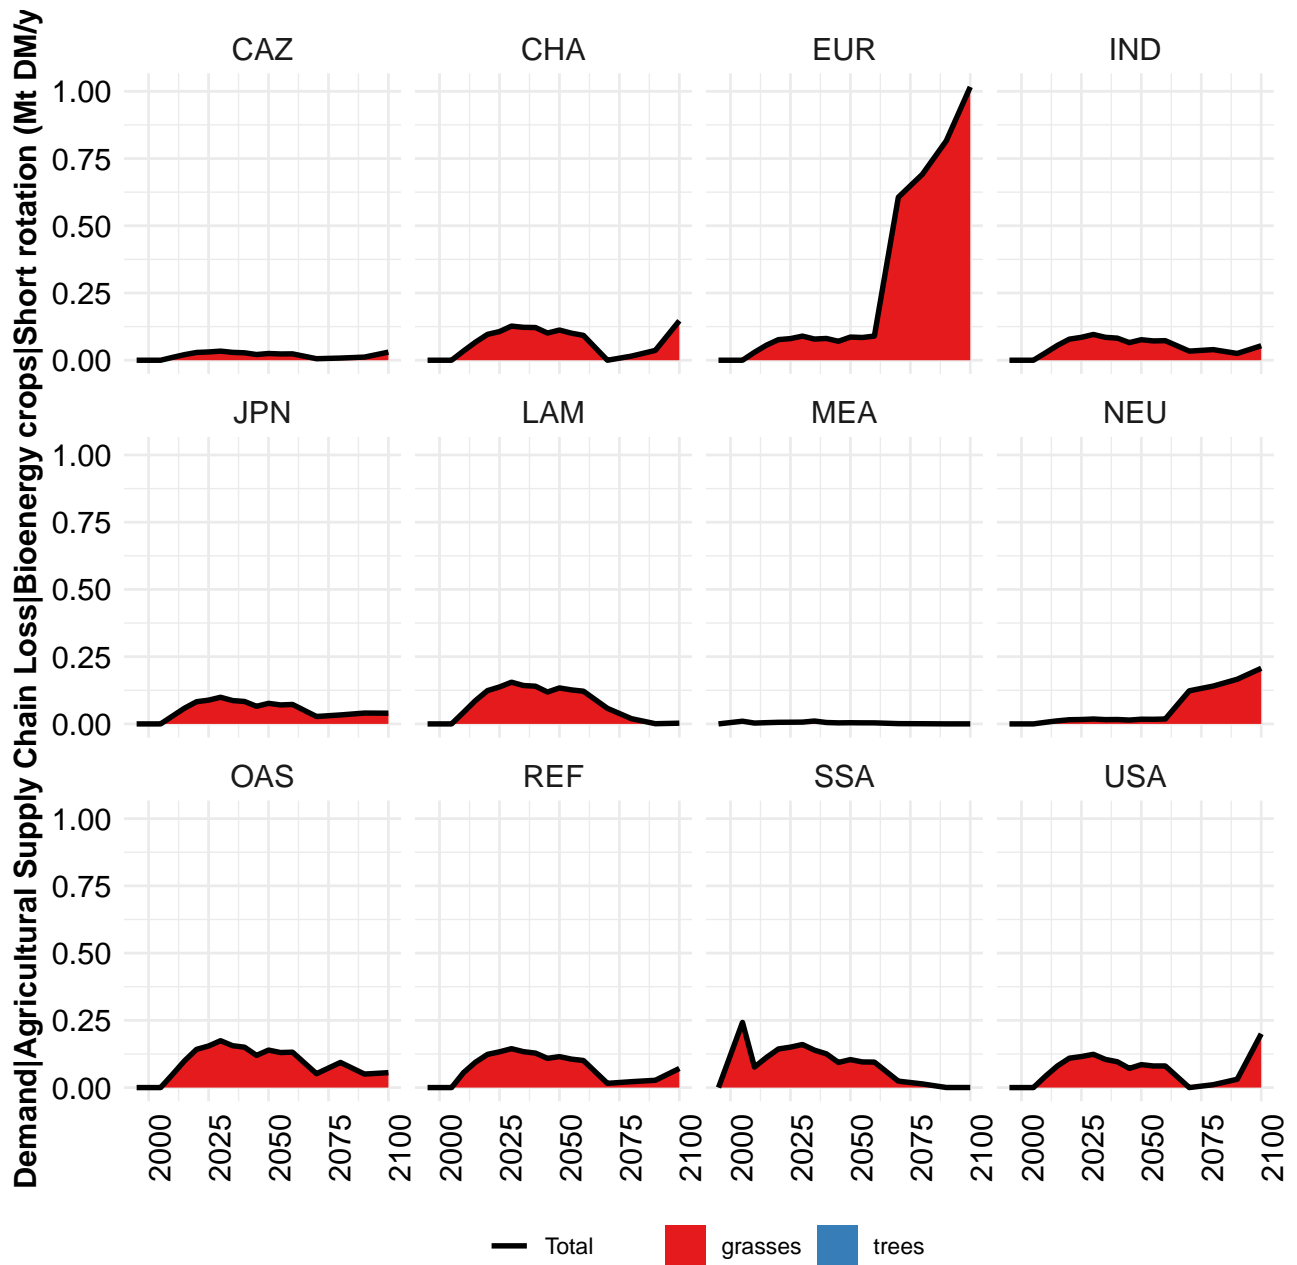 Demand|Agricultural Supply Chain Loss|Bioenergy crops|Short rotation (Mt DM/y
CAZ CHA EUR IND
1.00
0.75
0.50
0.25
0.00
JPN LAM MEA NEU
1.00
0.75
0.50
0.25
0.00
OAS REF SSA USA
1.00
0.75
0.50
0.25
0.00
2000 2025 2050 2075 2100 2000 2025 2050 2075 2100 2000 2025 2050 2075 2100 2000 2025 2050 2075 2100
Total grasses trees